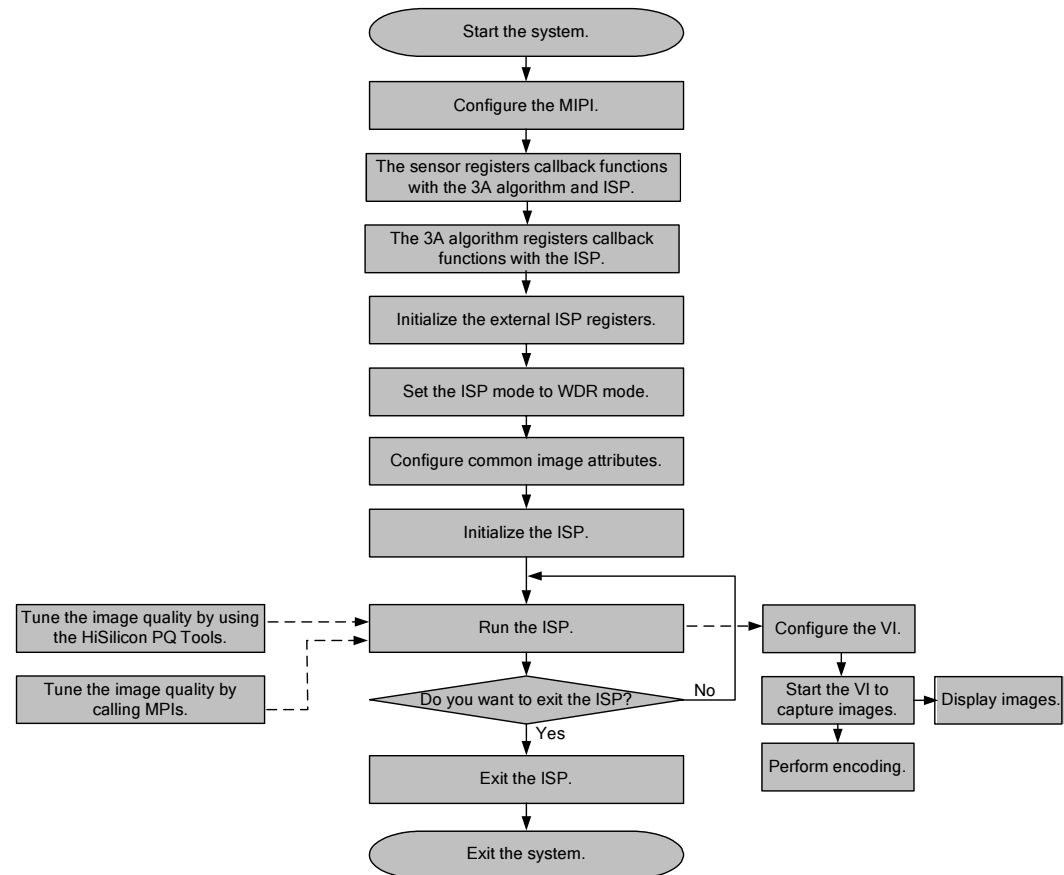 Start the system.
Configure the MIPI.
The sensor registers callback functions
with the 3A algorithm and ISP.
The 3A algorithm registers callback
functions with the ISP.
Initialize the external ISP registers.
Set the ISP mode to WDR mode.
Configure common image attributes.
Initialize the ISP.
Tune the image quality by using
the HiSilicon PQ Tools.
Run the ISP.
Configure the VI.
Tune the image quality by
calling MPIs.
Do you want to exit the ISP?
No
Start the VI to
capture images.
Display images.
Yes
Perform encoding.
Exit the ISP.
Exit the system.